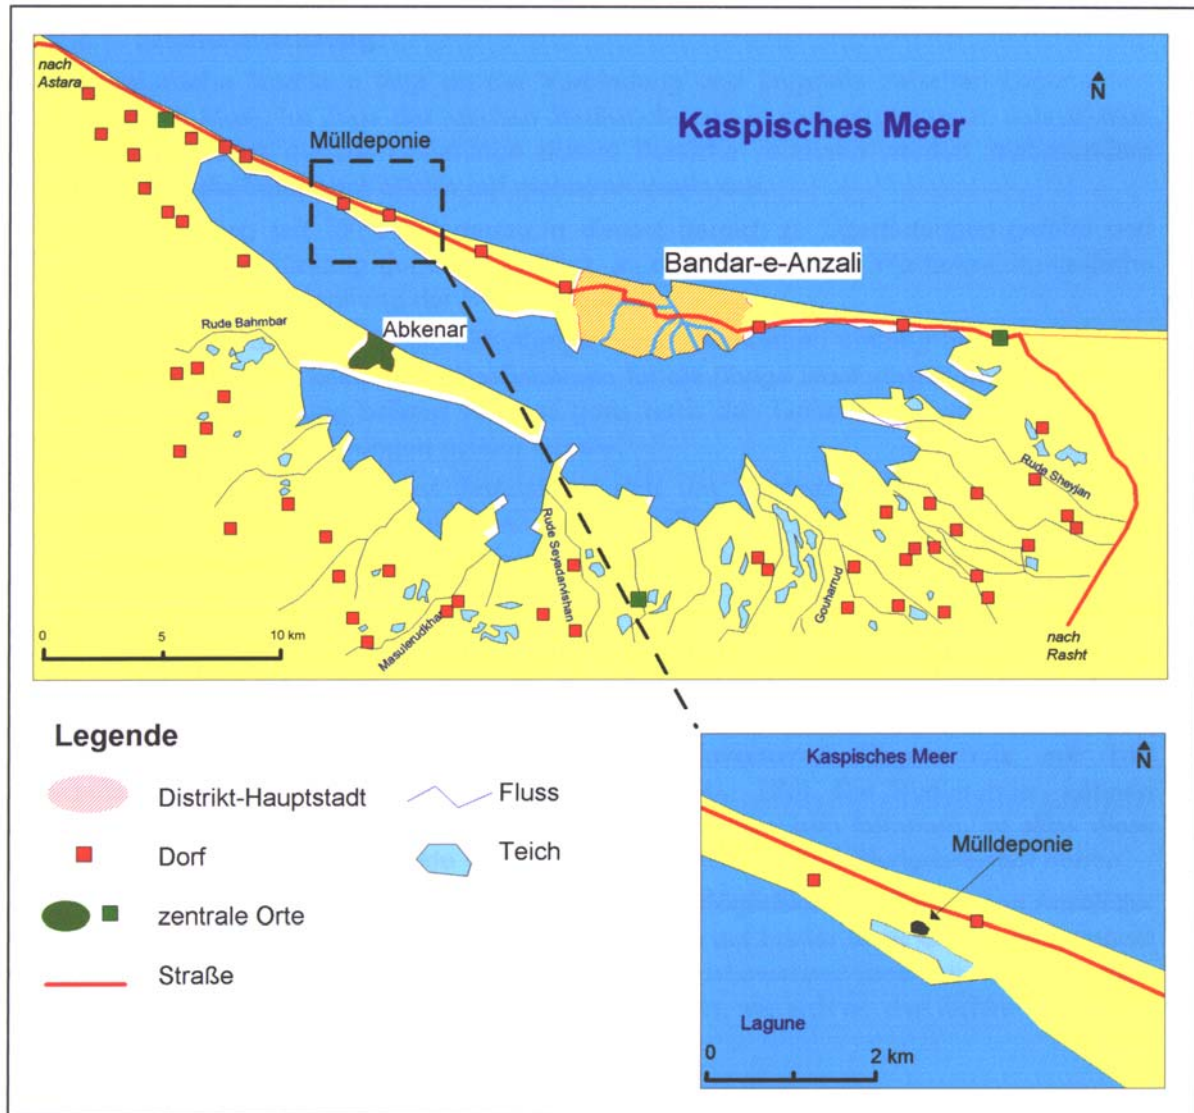 nach
Astara
N
Kaspisches Meer
Mülldeponie
Bandar-e-Anzali
Rude Bahmbar
Abkenar
Rude Sheyjan
Rude Seyadarvishan
Gouharrud
Masulerudkhan
0 5 10 km
nach
Rasht
Legende
Distrikt-Hauptstadt
Fluss
Dorf
Teich
zentrale Orte
Straße
Kaspisches Meer
N
Mülldeponie
Lagune
0 2 km